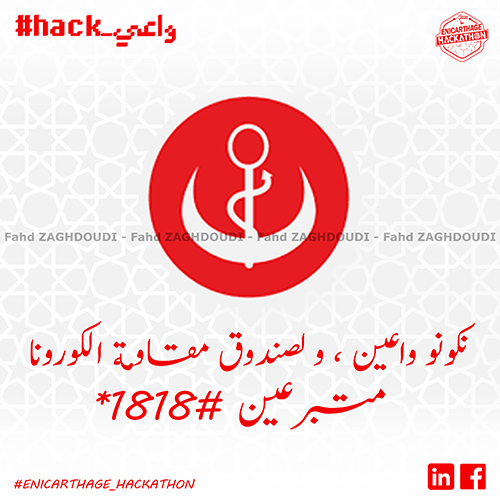 #hack_واعي
ENICARTHAGE
HACKATHON
Fahd ZAGHDOUDI - Fahd ZAGHDOUDI - Fahd ZAGHDOUDI - Fahd ZAGHDOUDI
نكونو واعين ، و لصندوق مقاومة الكورونا
متبرعين #1818*
#ENICARTHAGE_HACKATHON
in f